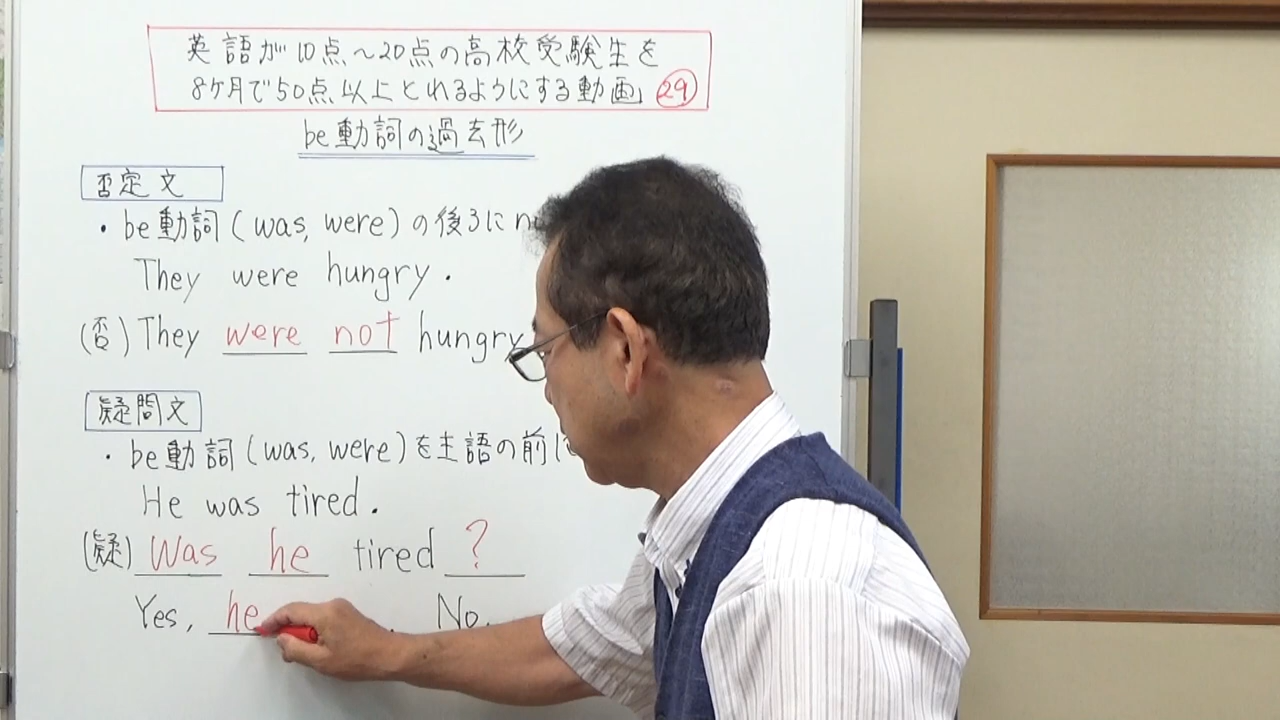 英語が10点~20点の高校受験生を
8ケ月で50点以上とれるようにする動画 29
be動詞の過去形
否定文
・be動詞(was, were)の後ろに
They were hungry.
(否) They were not hungry
疑問文
・be動詞(was, were)を主語の前に
He was tired.
(疑) Was he tired ?
Yes, he . No,